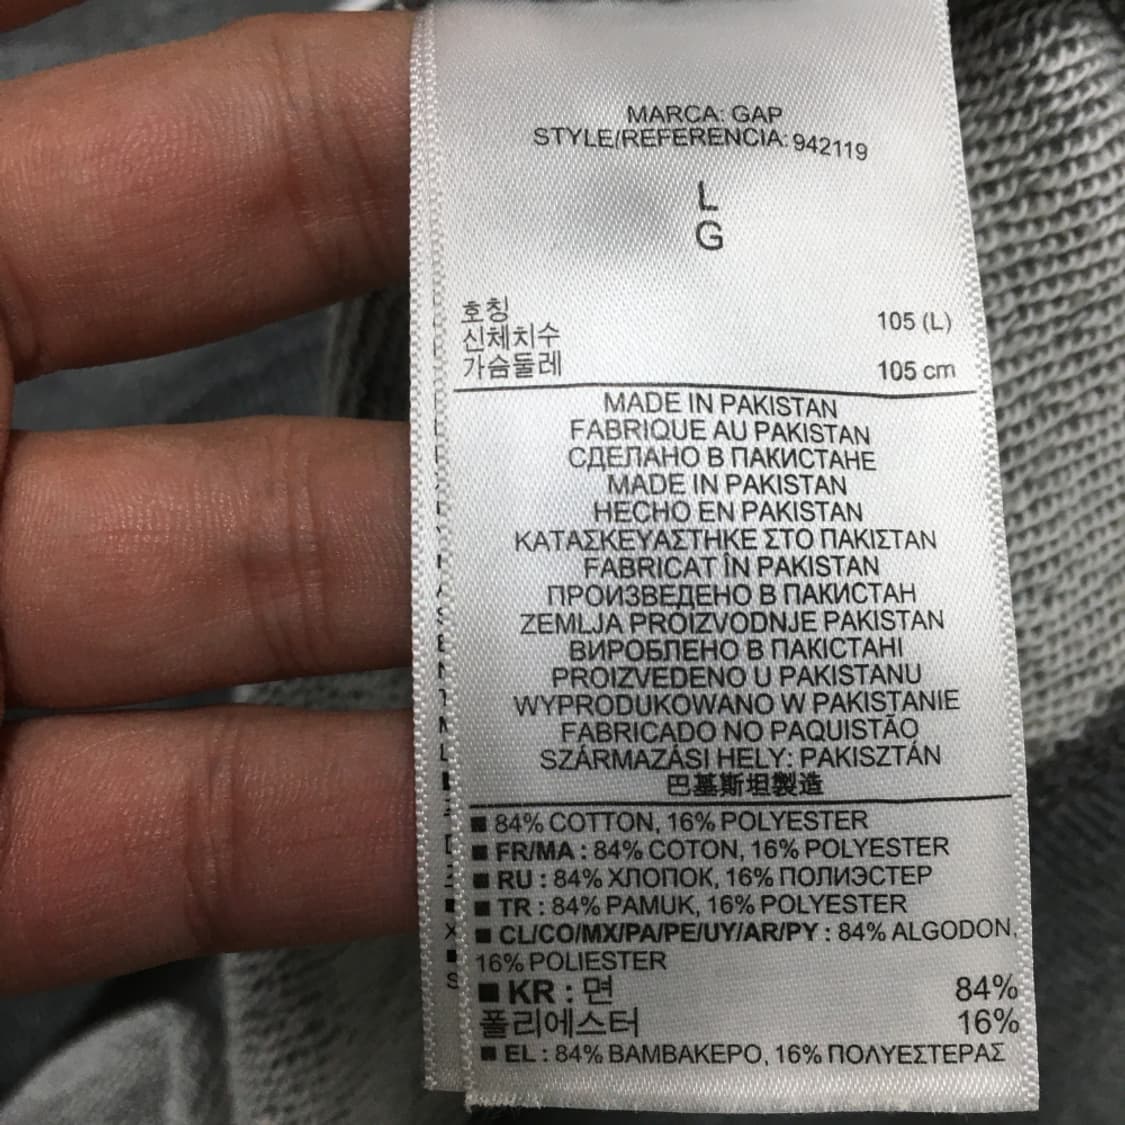 MARCA: GAP
STYLE/REFERENCIA: 942119
L
G
호칭 105 (L)
신체치수
가슴둘레 105 cm
MADE IN PAKISTAN
FABRIQUE AU PAKISTAN
СДЕЛАНО В ПАКИСТАНЕ
MADE IN PAKISTAN
HECHO EN PAKISTAN
ΚΑΤΑΣΚΕΥΑΣΤΗΚΕ ΣΤΟ ΠΑΚΙΣΤΑΝ
FABRICAT ÎN PAKISTAN
ПРОИЗВЕДЕНО В ПАКИСТАН
ZEMLJA PROIZVODNJE PAKISTAN
ВИРОБЛЕНО В ПАКІСТАНІ
PROIZVEDENO U PAKISTANU
WYPRODUKOWANO W PAKISTANIE
FABRICADO NO PAQUISTÃO
SZÁRMAZÁSI HELY: PAKISZTÁN
巴基斯坦製造
■ 84% COTTON, 16% POLYESTER
■ FR/MA : 84% COTON, 16% POLYESTER
■ RU : 84% ХЛОПОК, 16% ПОЛИЭСТЕР
■ TR : 84% PAMUK, 16% POLYESTER
■ CL/CO/MX/PA/PE/UY/AR/PY : 84% ALGODON,
16% POLIESTER
■ KR : 면 84%
폴리에스터 16%
■ EL : 84% ΒΑΜΒΑΚΕΡΟ, 16% ΠΟΛΥΕΣΤΕΡΑΣ